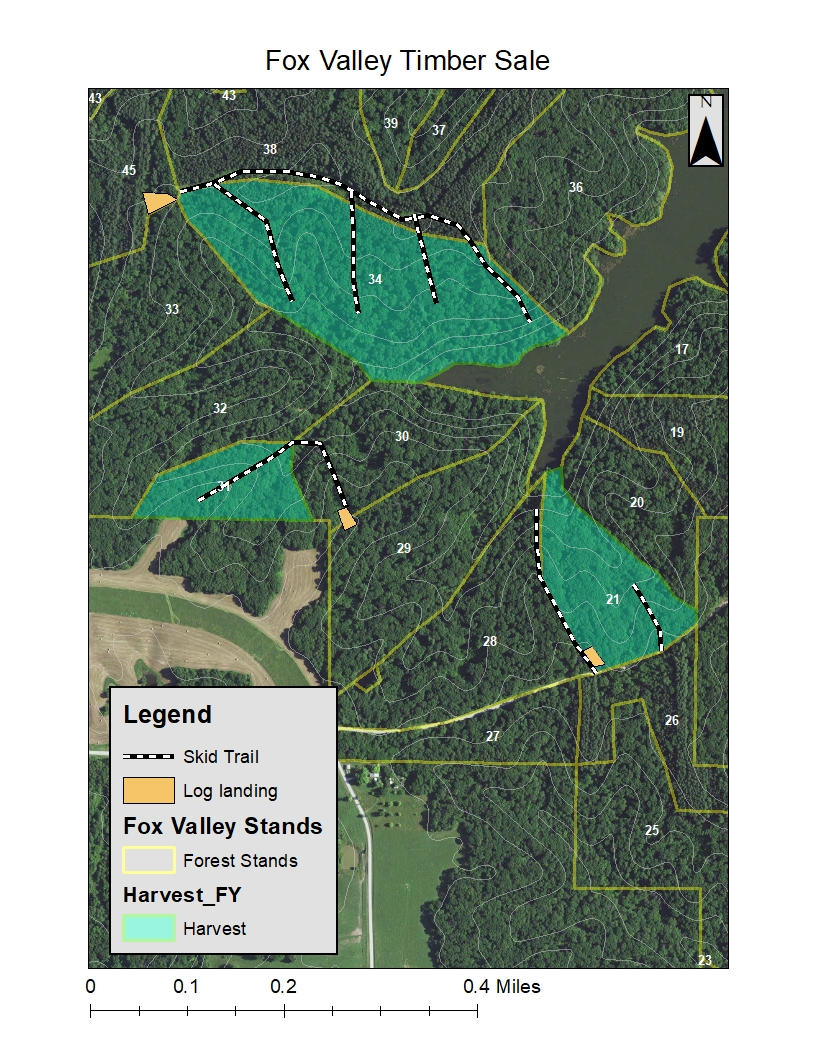 Fox Valley Timber Sale
43
43
N
39
37
38
45
36
34
33
17
32
19
30
31
20
29
21
28
26
27
25
23
Legend
Skid Trail
Log landing
Fox Valley Stands
Forest Stands
Harvest_FY
Harvest
0 0.1 0.2 0.4 Miles